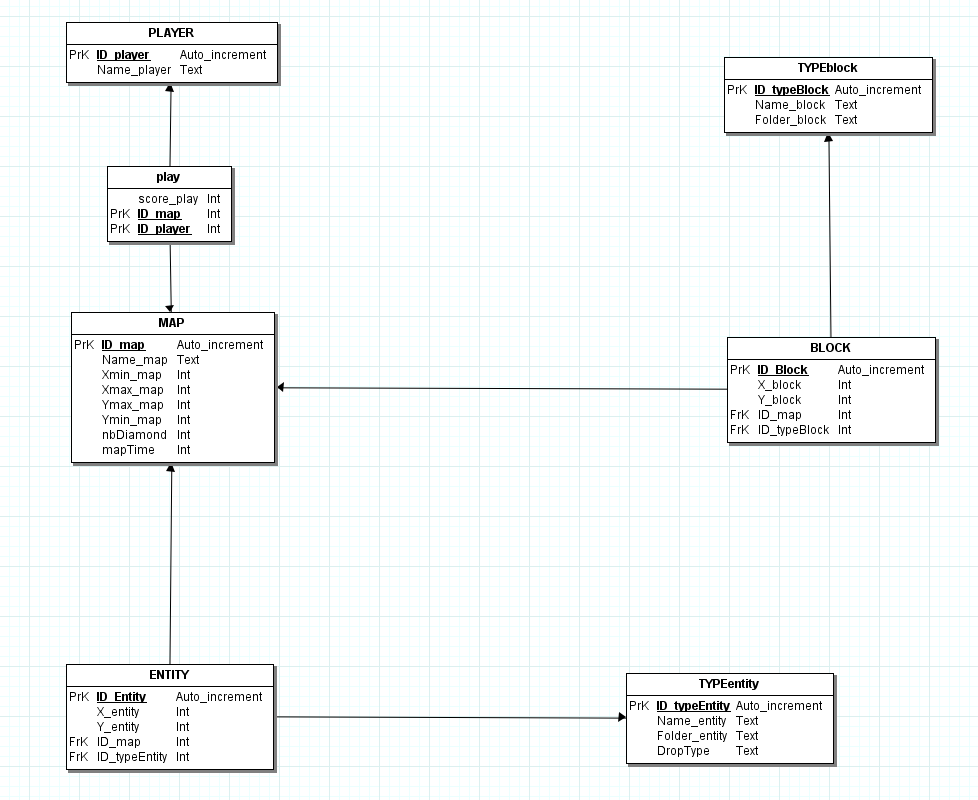 PLAYER
PrK ID_player Auto_increment
Name_player Text
TYPEblock
PrK ID_typeBlock Auto_increment
Name_block Text
Folder_block Text
play
score_play Int
PrK ID_map Int
PrK ID_player Int
MAP
PrK ID_map Auto_increment
Name_map Text
Xmin_map Int
Xmax_map Int
Ymax_map Int
Ymin_map Int
nbDiamond Int
mapTime Int
BLOCK
PrK ID_Block Auto_increment
X_block Int
Y_block Int
FrK ID_map Int
FrK ID_typeBlock Int
ENTITY
PrK ID_Entity Auto_increment
X_entity Int
Y_entity Int
FrK ID_map Int
FrK ID_typeEntity Int
TYPEentity
PrK ID_typeEntity Auto_increment
Name_entity Text
Folder_entity Text
DropType Text